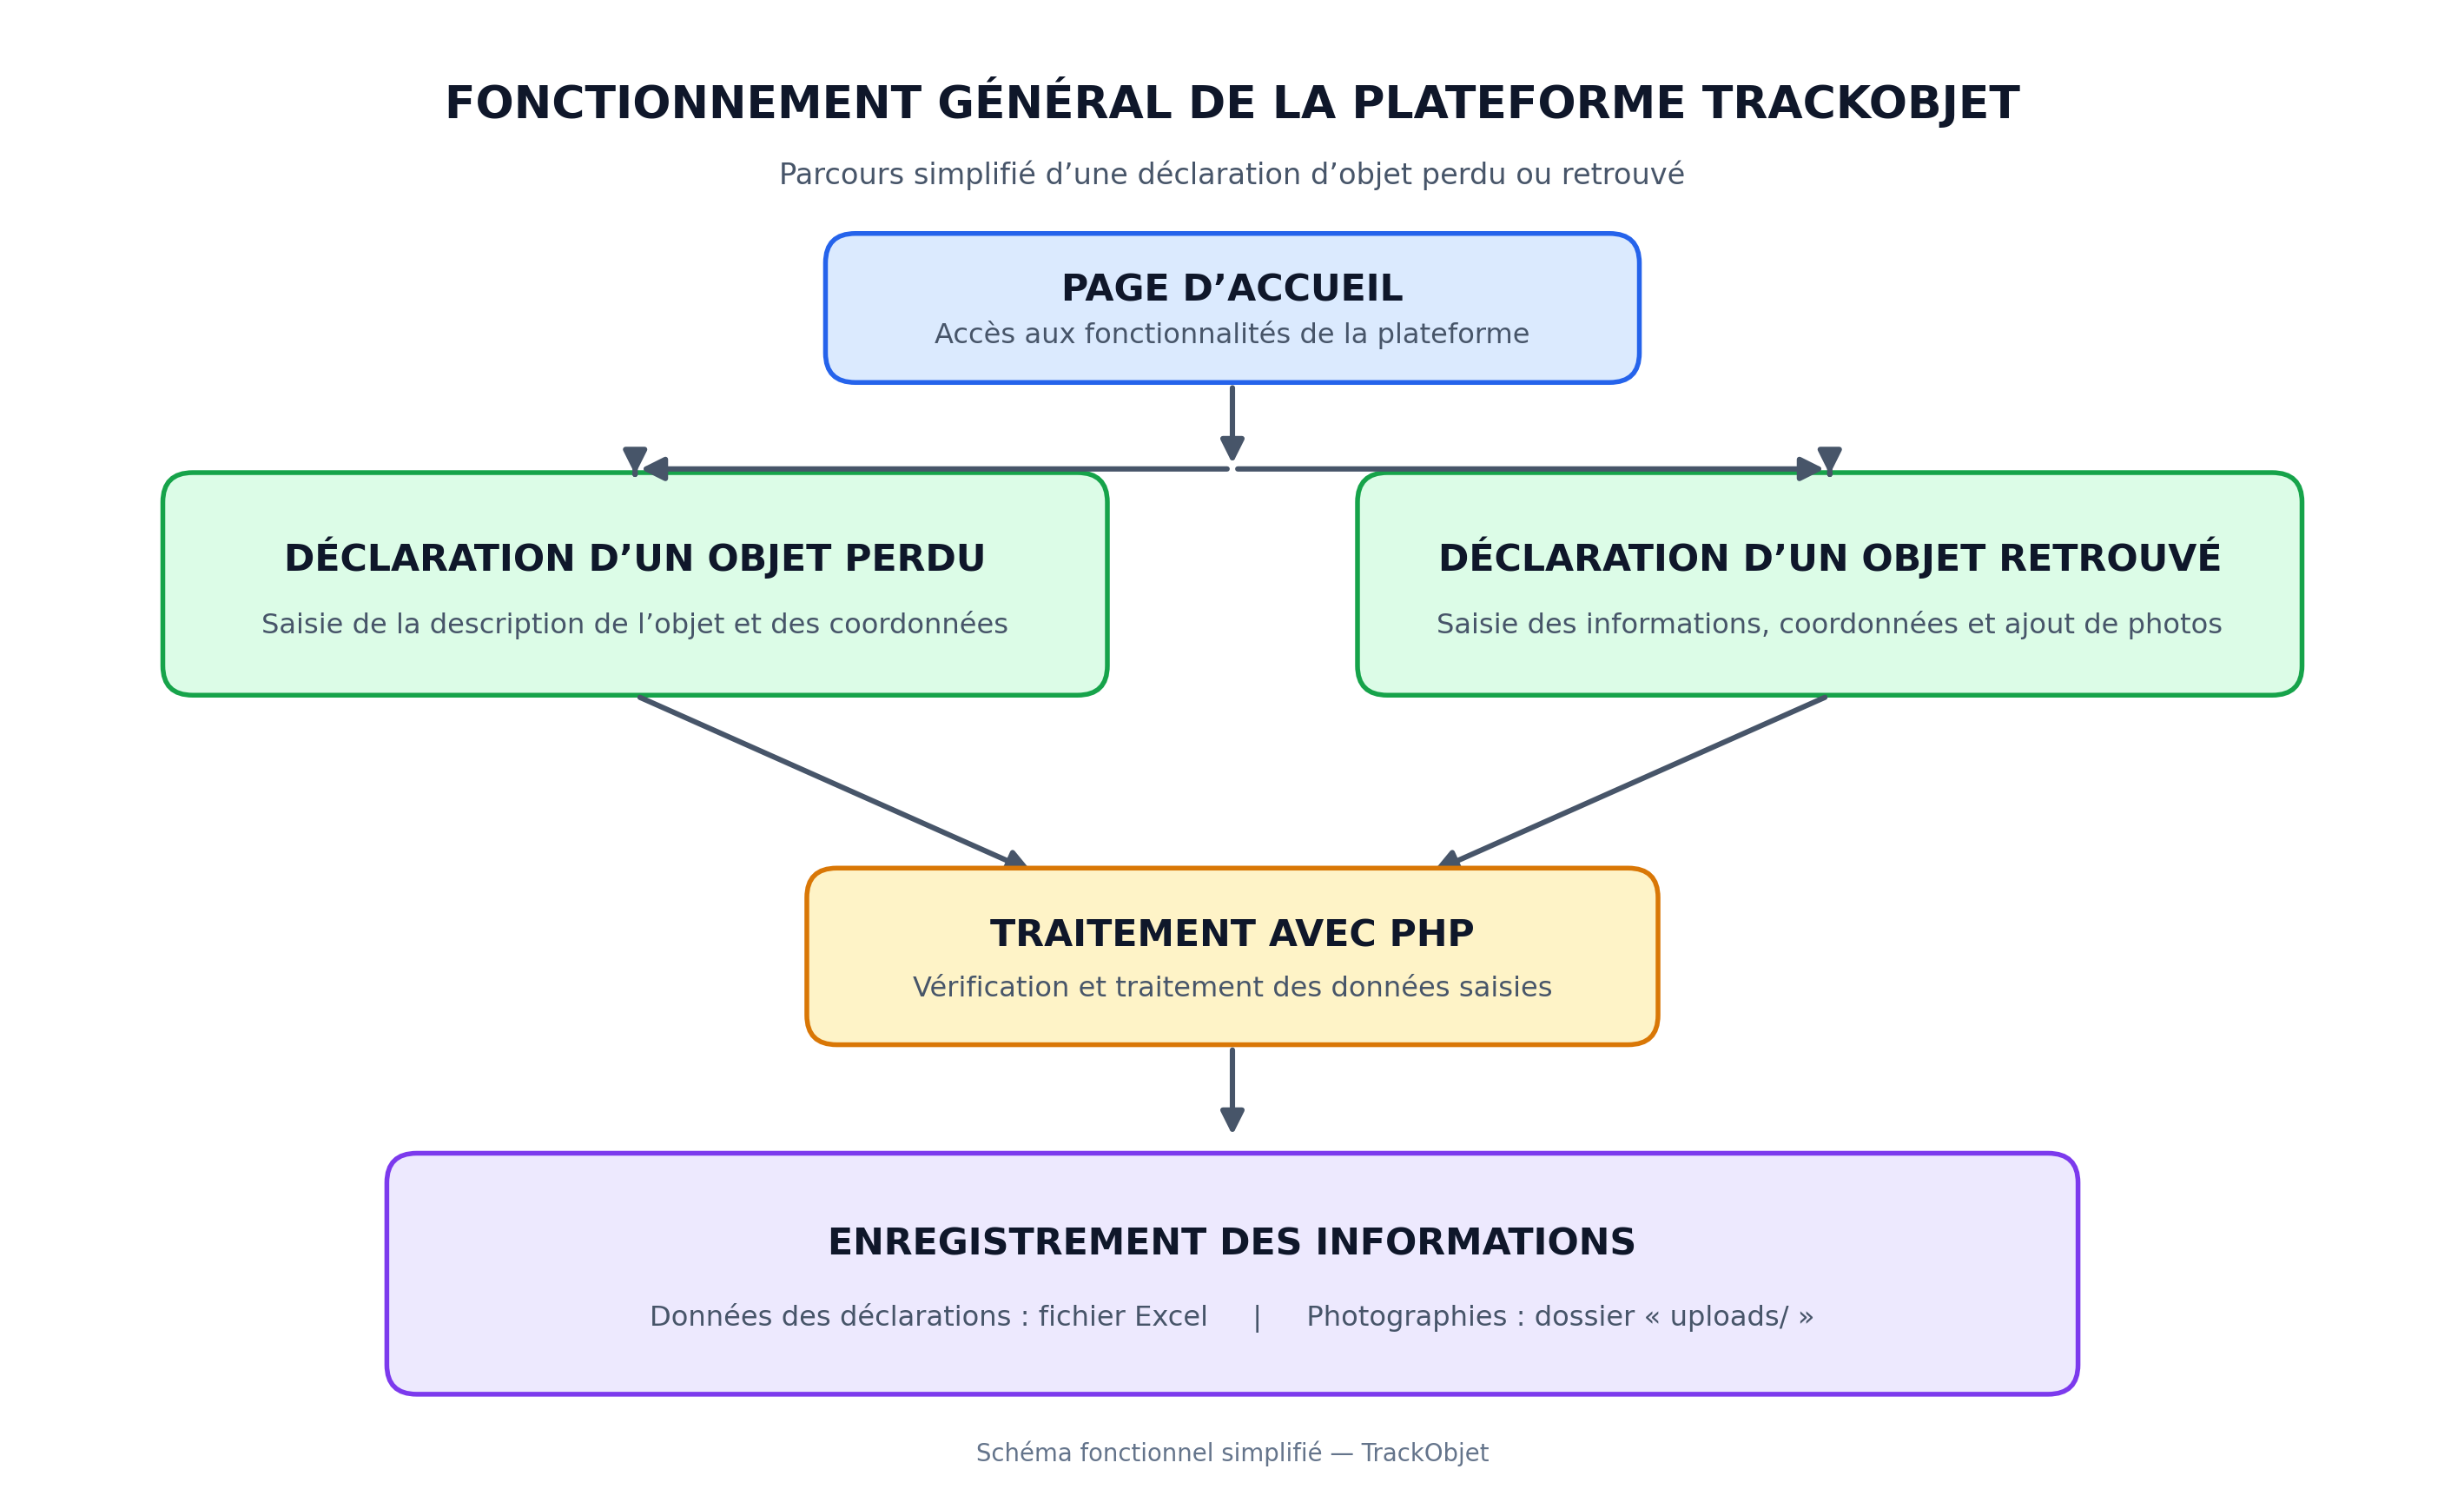 FONCTIONNEMENT GÉNÉRAL DE LA PLATEFORME TRACKOBJET
Parcours simplifié d’une déclaration d’objet perdu ou retrouvé
PAGE D’ACCUEIL
Accès aux fonctionnalités de la plateforme
DÉCLARATION D’UN OBJET PERDU
Saisie de la description de l’objet et des coordonnées
DÉCLARATION D’UN OBJET RETROUVÉ
Saisie des informations, coordonnées et ajout de photos
TRAITEMENT AVEC PHP
Vérification et traitement des données saisies
ENREGISTREMENT DES INFORMATIONS
Données des déclarations : fichier Excel | Photographies : dossier « uploads/ »
Schéma fonctionnel simplifié — TrackObjet